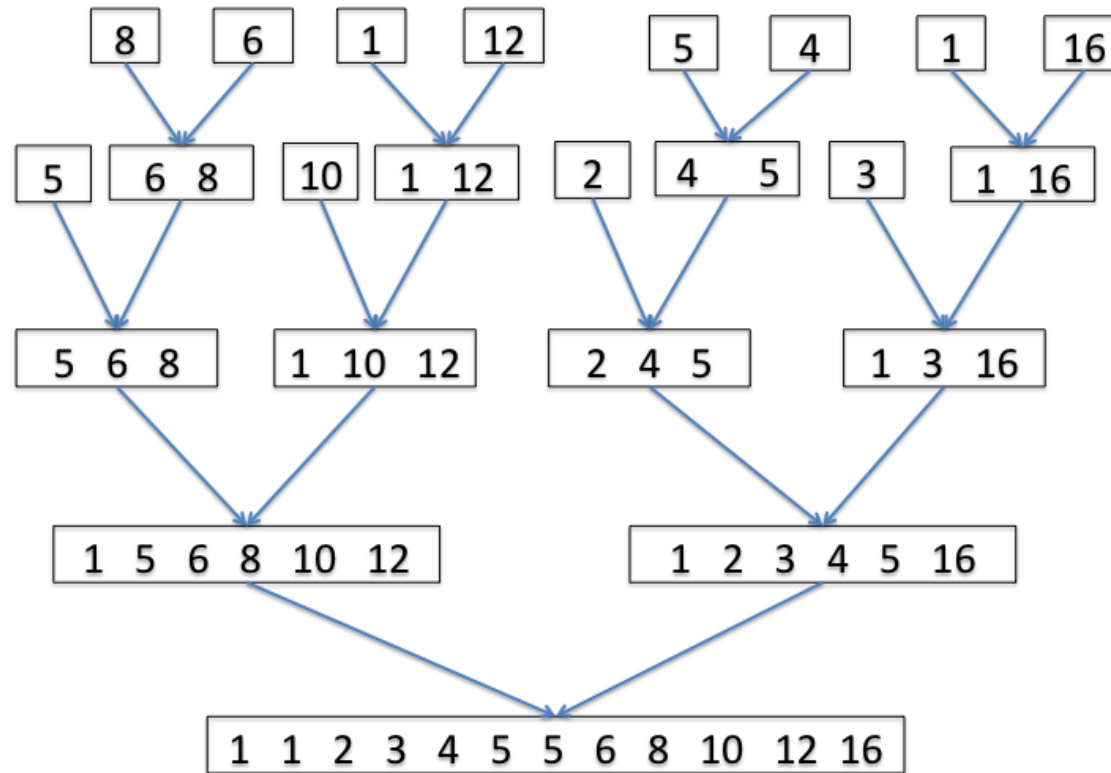 8 6 1 12 5 4 1 16
5 6 8 10 1 12 2 4 5 3 1 16
5 6 8 1 10 12 2 4 5 1 3 16
1 5 6 8 10 12 1 2 3 4 5 16
1 1 2 3 4 5 5 6 8 10 12 16